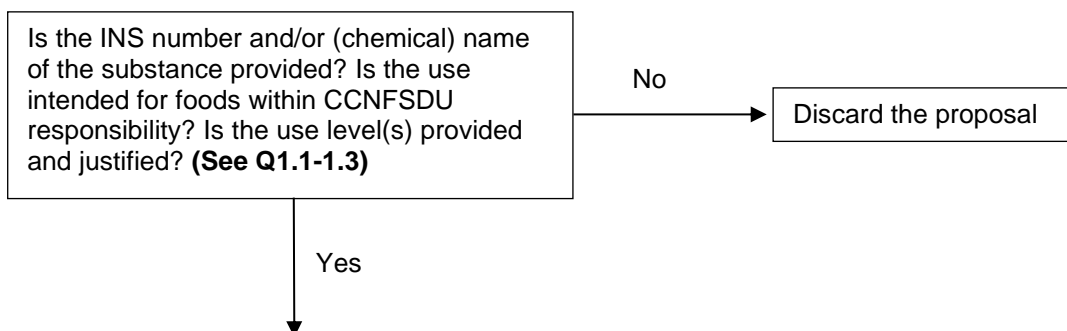 Is the INS number and/or (chemical) name
of the substance provided? Is the use
intended for foods within CCNFSDU
responsibility? Is the use level(s) provided
and justified? (See Q1.1-1.3)
No
Discard the proposal
Yes